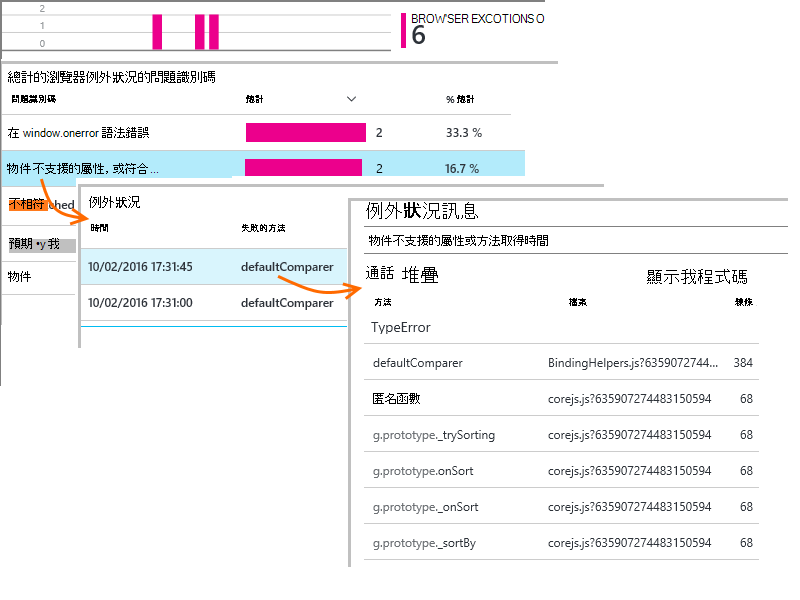 2
1
0
BROW'SER EXCOTIONS O
6
總計的瀏覽器例外狀況的問題識別碼
問題識別碼 總計 % 總計
在 window.onerror 語法錯誤 2 33.3 %
物件不支援的屬性, 或符合... 2 16.7 %
不相符 ched
預期 •y 我
物件
例外狀況
時間 失敗的方法
10/02/2016 17:31:45 defaultComparer
10/02/2016 17:31:00 defaultComparer
例外狀況訊息
物件不支援的屬性或方法取得時間
通話 堆疊 顯示我程式碼
方法 檔案
TypeError
defaultComparer BindingHelpers.js?6359072744... 384
匿名函數 corejs.js?635907274483150594 68
g.prototype._trySorting corejs.js?635907274483150594 68
g.prototype.onSort corejs.js?635907274483150594 68
g.prototype._onSort corejs.js?635907274483150594 68
g.prototype._sortBy corejs.js?635907274483150594 68